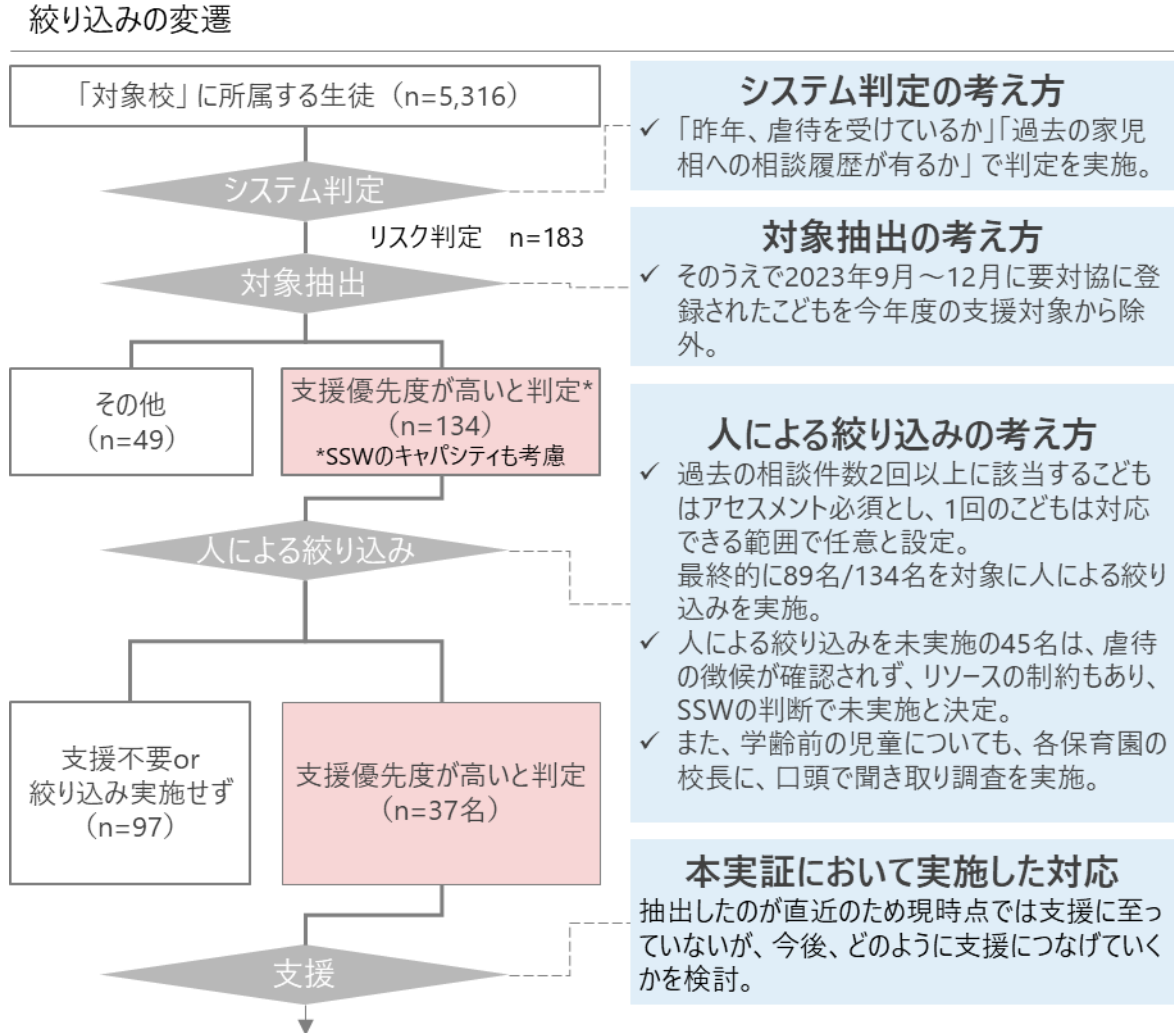 絞り込みの変遷
「対象校」に所属する生徒（n=5,316）
システム判定
リスク判定　n=183
対象抽出
その他
（n=49）
支援優先度が高いと判定*
（n=134）
*SSWのキャパシティも考慮
人による絞り込み
支援不要or
絞り込み実施せず
（n=97）
支援優先度が高いと判定
（n=37名）
支援
システム判定の考え方
✓ 「昨年、虐待を受けているか」「過去の家児
相への相談履歴が有るか」で判定を実施。
対象抽出の考え方
✓ そのうえで2023年9月～12月に要対協に登
録されたこどもを今年度の支援対象から除
外。
人による絞り込みの考え方
✓ 過去の相談件数2回以上に該当するこども
はアセスメント必須とし、1回のこどもは対応
できる範囲で任意と設定。
最終的に89名/134名を対象に人による絞り
込みを実施。
✓ 人による絞り込みを未実施の45名は、虐待
の徴候が確認されず、リソースの制約もあり、
SSWの判断で未実施と決定。
✓ また、学齢前の児童についても、各保育園の
校長に、口頭で聞き取り調査を実施。
本実証において実施した対応
抽出したのが直近のため現時点では支援に至っ
ていないが、今後、どのように支援につなげていく
かを検討。